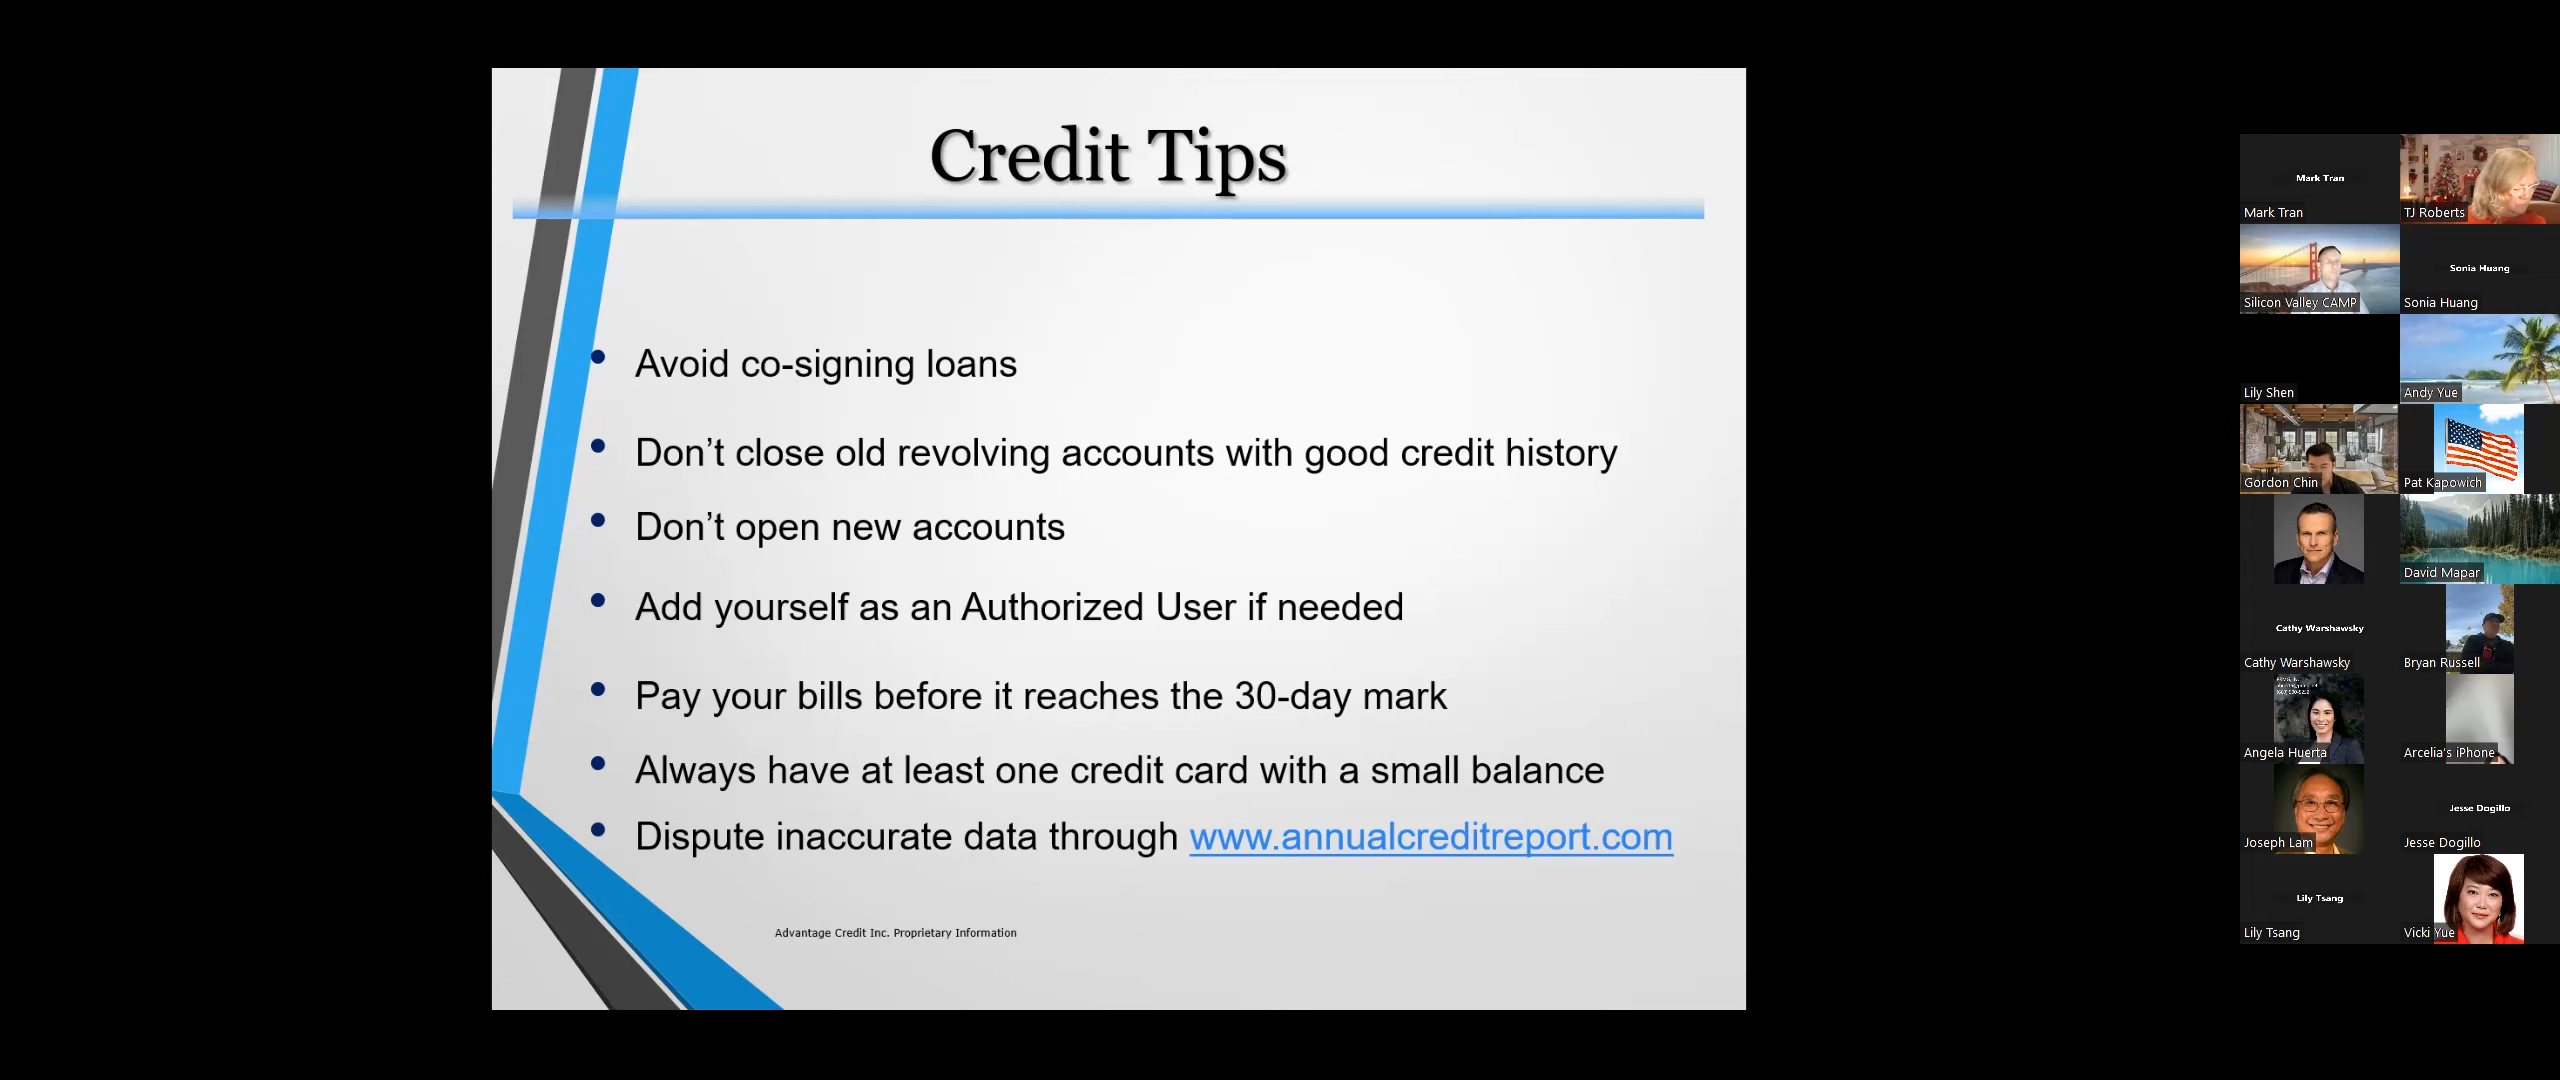 Credit Tips
• Avoid co-signing loans
• Don’t close old revolving accounts with good credit history
• Don’t open new accounts
• Add yourself as an Authorized User if needed
• Pay your bills before it reaches the 30-day mark
• Always have at least one credit card with a small balance
• Dispute inaccurate data through www.annualcreditreport.com
Advantage Credit Inc. Proprietary Information
Mark Tran
Mark Tran
TJ Roberts
Silicon Valley CAMP
Sonia Huang
Sonia Huang
Lily Shen
Andy Yue
Gordon Chin
Pat Kapowich
David Mapar
Cathy Warshawsky
Cathy Warshawsky
Bryan Russell
Angela Huerta
Arcelia's iPhone
Joseph Lam
Jesse Dogillo
Jesse Dogillo
Lily Tsang
Lily Tsang
Vicki Yue